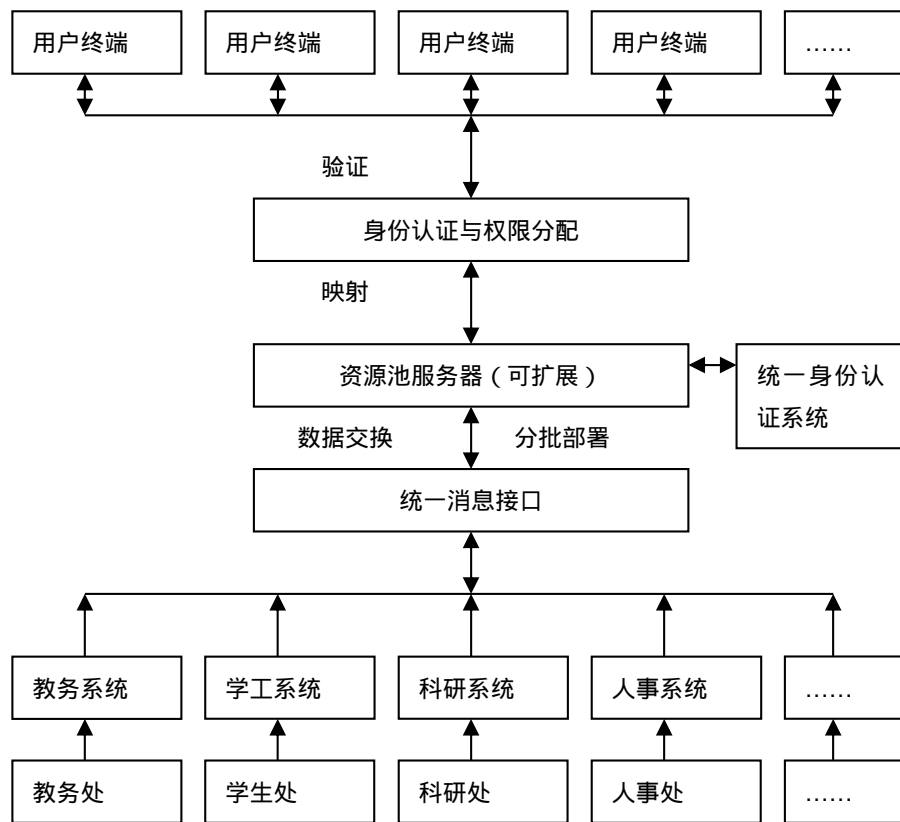 用户终端
用户终端
用户终端
用户终端
……
验证
身份认证与权限分配
映射
资源池服务器（可扩展）
统一身份认
证系统
数据交换
分批部署
统一消息接口
教务系统
学工系统
科研系统
人事系统
……
教务处
学生处
科研处
人事处
……